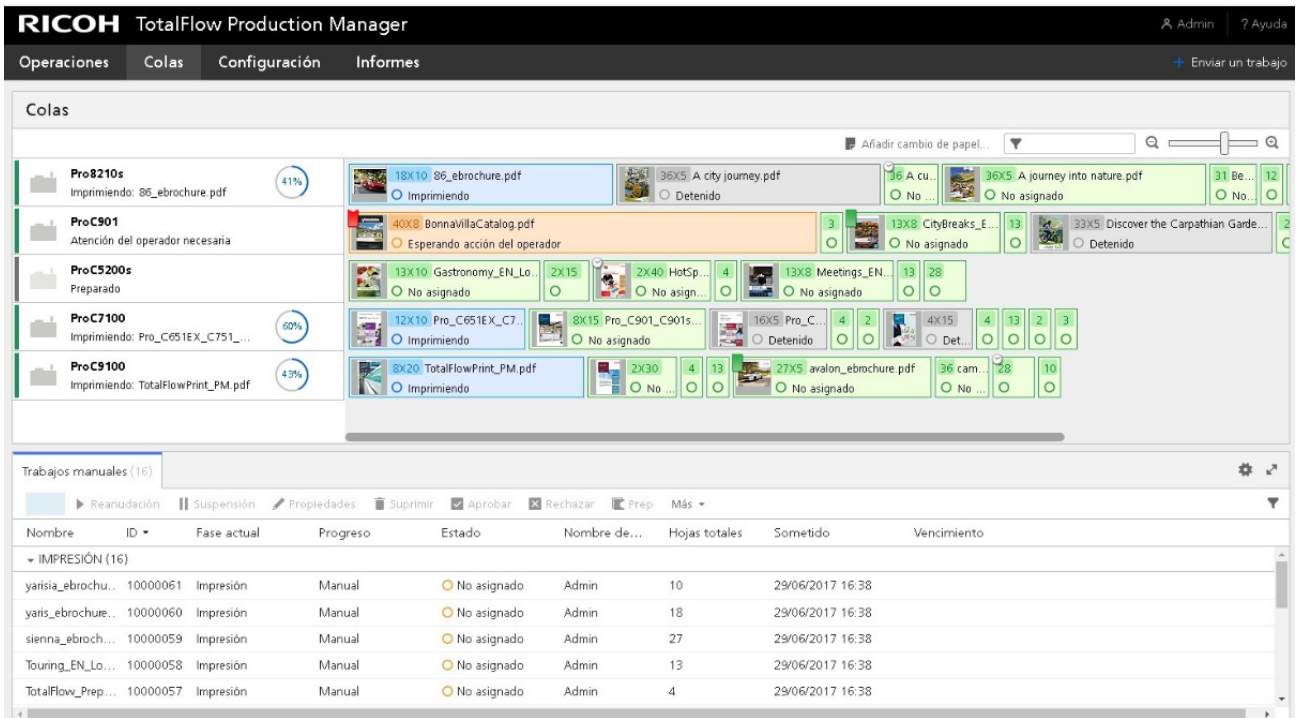 RICOH TotalFlow Production Manager Admin ? Ayuda
Operaciones Colas Configuración Informes + Enviar un trabajo
Colas
Añadir cambio de papel...
Pro8210s
Imprimiendo: 86_ebrochure.pdf
41%
18X10 86_ebrochure.pdf
Imprimiendo
36X5 A city journey.pdf
Detenido
36 A cu...
No ...
36X5 A journey into nature.pdf
No asignado
31 Be...
No...
12
ProC901
Atención del operador necesaria
40X8 BonnaVillaCatalog.pdf
Esperando acción del operador
3
13X8 CityBreaks_E...
No asignado
13
33X5 Discover the Carpathian Garde...
Detenido
2
ProC5200s
Preparado
13X10 Gastronomy_EN_Lo...
No asignado
2X15
2X40 HotSp...
No asign...
4
13X8 Meetings_EN...
No asignado
13
28
ProC7100
Imprimiendo: Pro_C651EX_C751_...
60%
12X10 Pro_C651EX_C7...
Imprimiendo
8X15 Pro_C901_C901s...
No asignado
16X5 Pro_C...
Detenido
4
2
4X15
Det...
4
13
2
3
ProC9100
Imprimiendo: TotalFlowPrint_PM.pdf
43%
8X20 TotalFlowPrint_PM.pdf
Imprimiendo
2X30
No ...
4
13
27X5 avalon_ebrochure.pdf
No asignado
36 cam...
No ...
28
10
Trabajos manuales (16)
Reanudación Suspensión Propiedades Suprimir Aprobar Rechazar Prep Más
Nombre ID Fase actual Progreso Estado Nombre de... Hojas totales Sometido Vencimiento
IMPRESIÓN (16)
yarisia_ebrochu... 10000061 Impresión Manual No asignado Admin 10 29/06/2017 16:38
yaris_ebrochure... 10000060 Impresión Manual No asignado Admin 18 29/06/2017 16:38
sienna_ebroch... 10000059 Impresión Manual No asignado Admin 27 29/06/2017 16:38
Touring_EN_Lo... 10000058 Impresión Manual No asignado Admin 13 29/06/2017 16:38
TotalFlow_Prep... 10000057 Impresión Manual No asignado Admin 4 29/06/2017 16:38